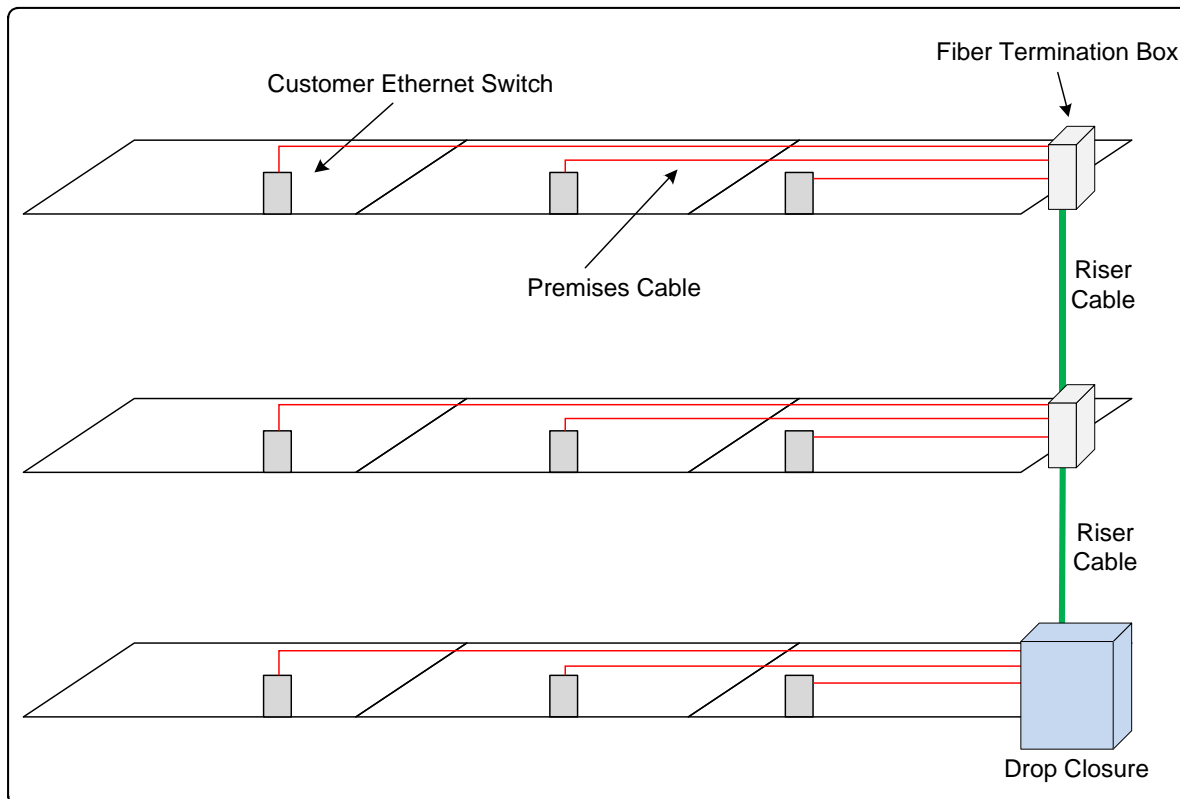 Fiber Termination Box
Customer Ethernet Switch
Premises Cable
Riser
Cable
Riser
Cable
Drop Closure